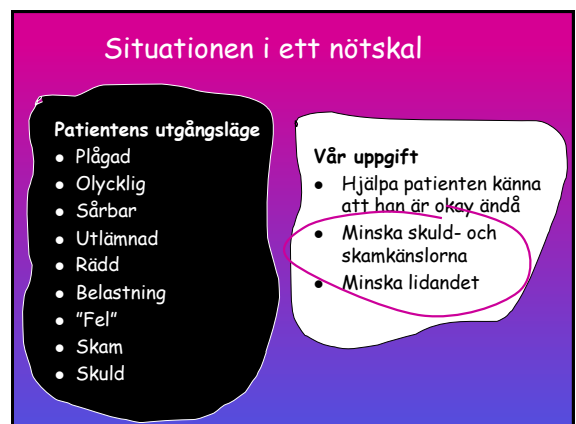 Situationen i ett nötskal
Patientens utgångsläge
• Plågad
• Olycklig
• Sårbar
• Utlämnad
• Rädd
• Belastning
• ”Fel”
• Skam
• Skuld
Vår uppgift
• Hjälpa patienten känna
att han är okay ändå
• Minska skuld- och
skamkänslorna
• Minska lidandet